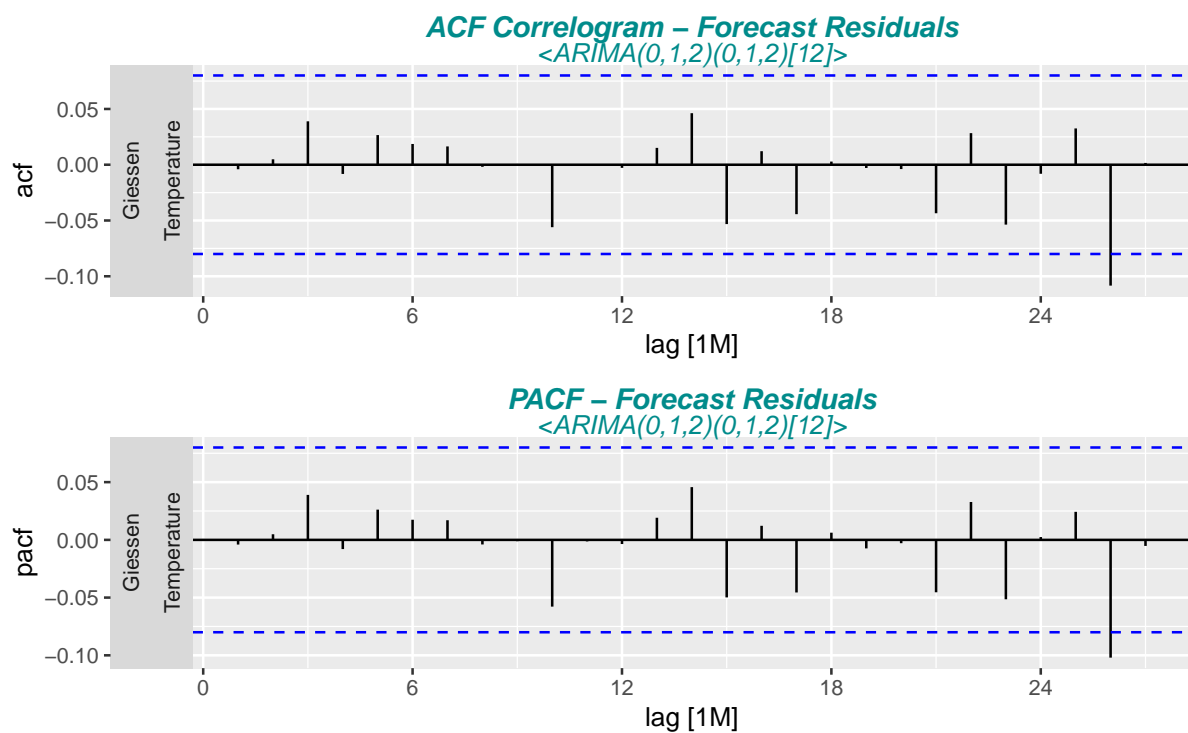 ACF Correlogram – Forecast Residuals
<ARIMA(0,1,2)(0,1,2)[12]>
acf
0.05
0.00
−0.05
−0.10
Giessen
Temperature
0 6 12 18 24
lag [1M]
PACF – Forecast Residuals
<ARIMA(0,1,2)(0,1,2)[12]>
pacf
0.05
0.00
−0.05
−0.10
Giessen
Temperature
0 6 12 18 24
lag [1M]